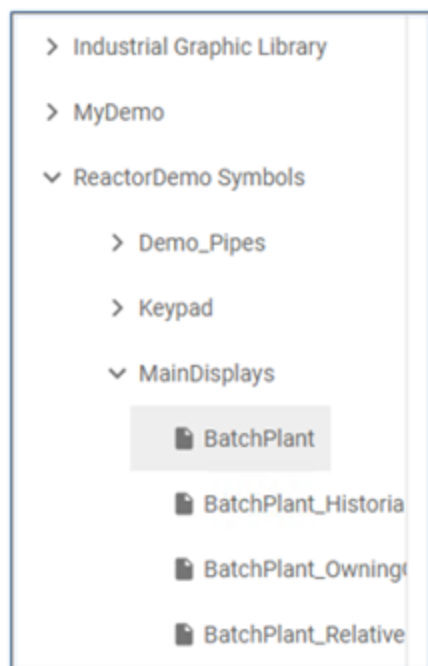 Industrial Graphic Library
MyDemo
ReactorDemo Symbols
Demo_Pipes
Keypad
MainDisplays
BatchPlant
BatchPlant_Historia
BatchPlant_Owning
BatchPlant_Relative